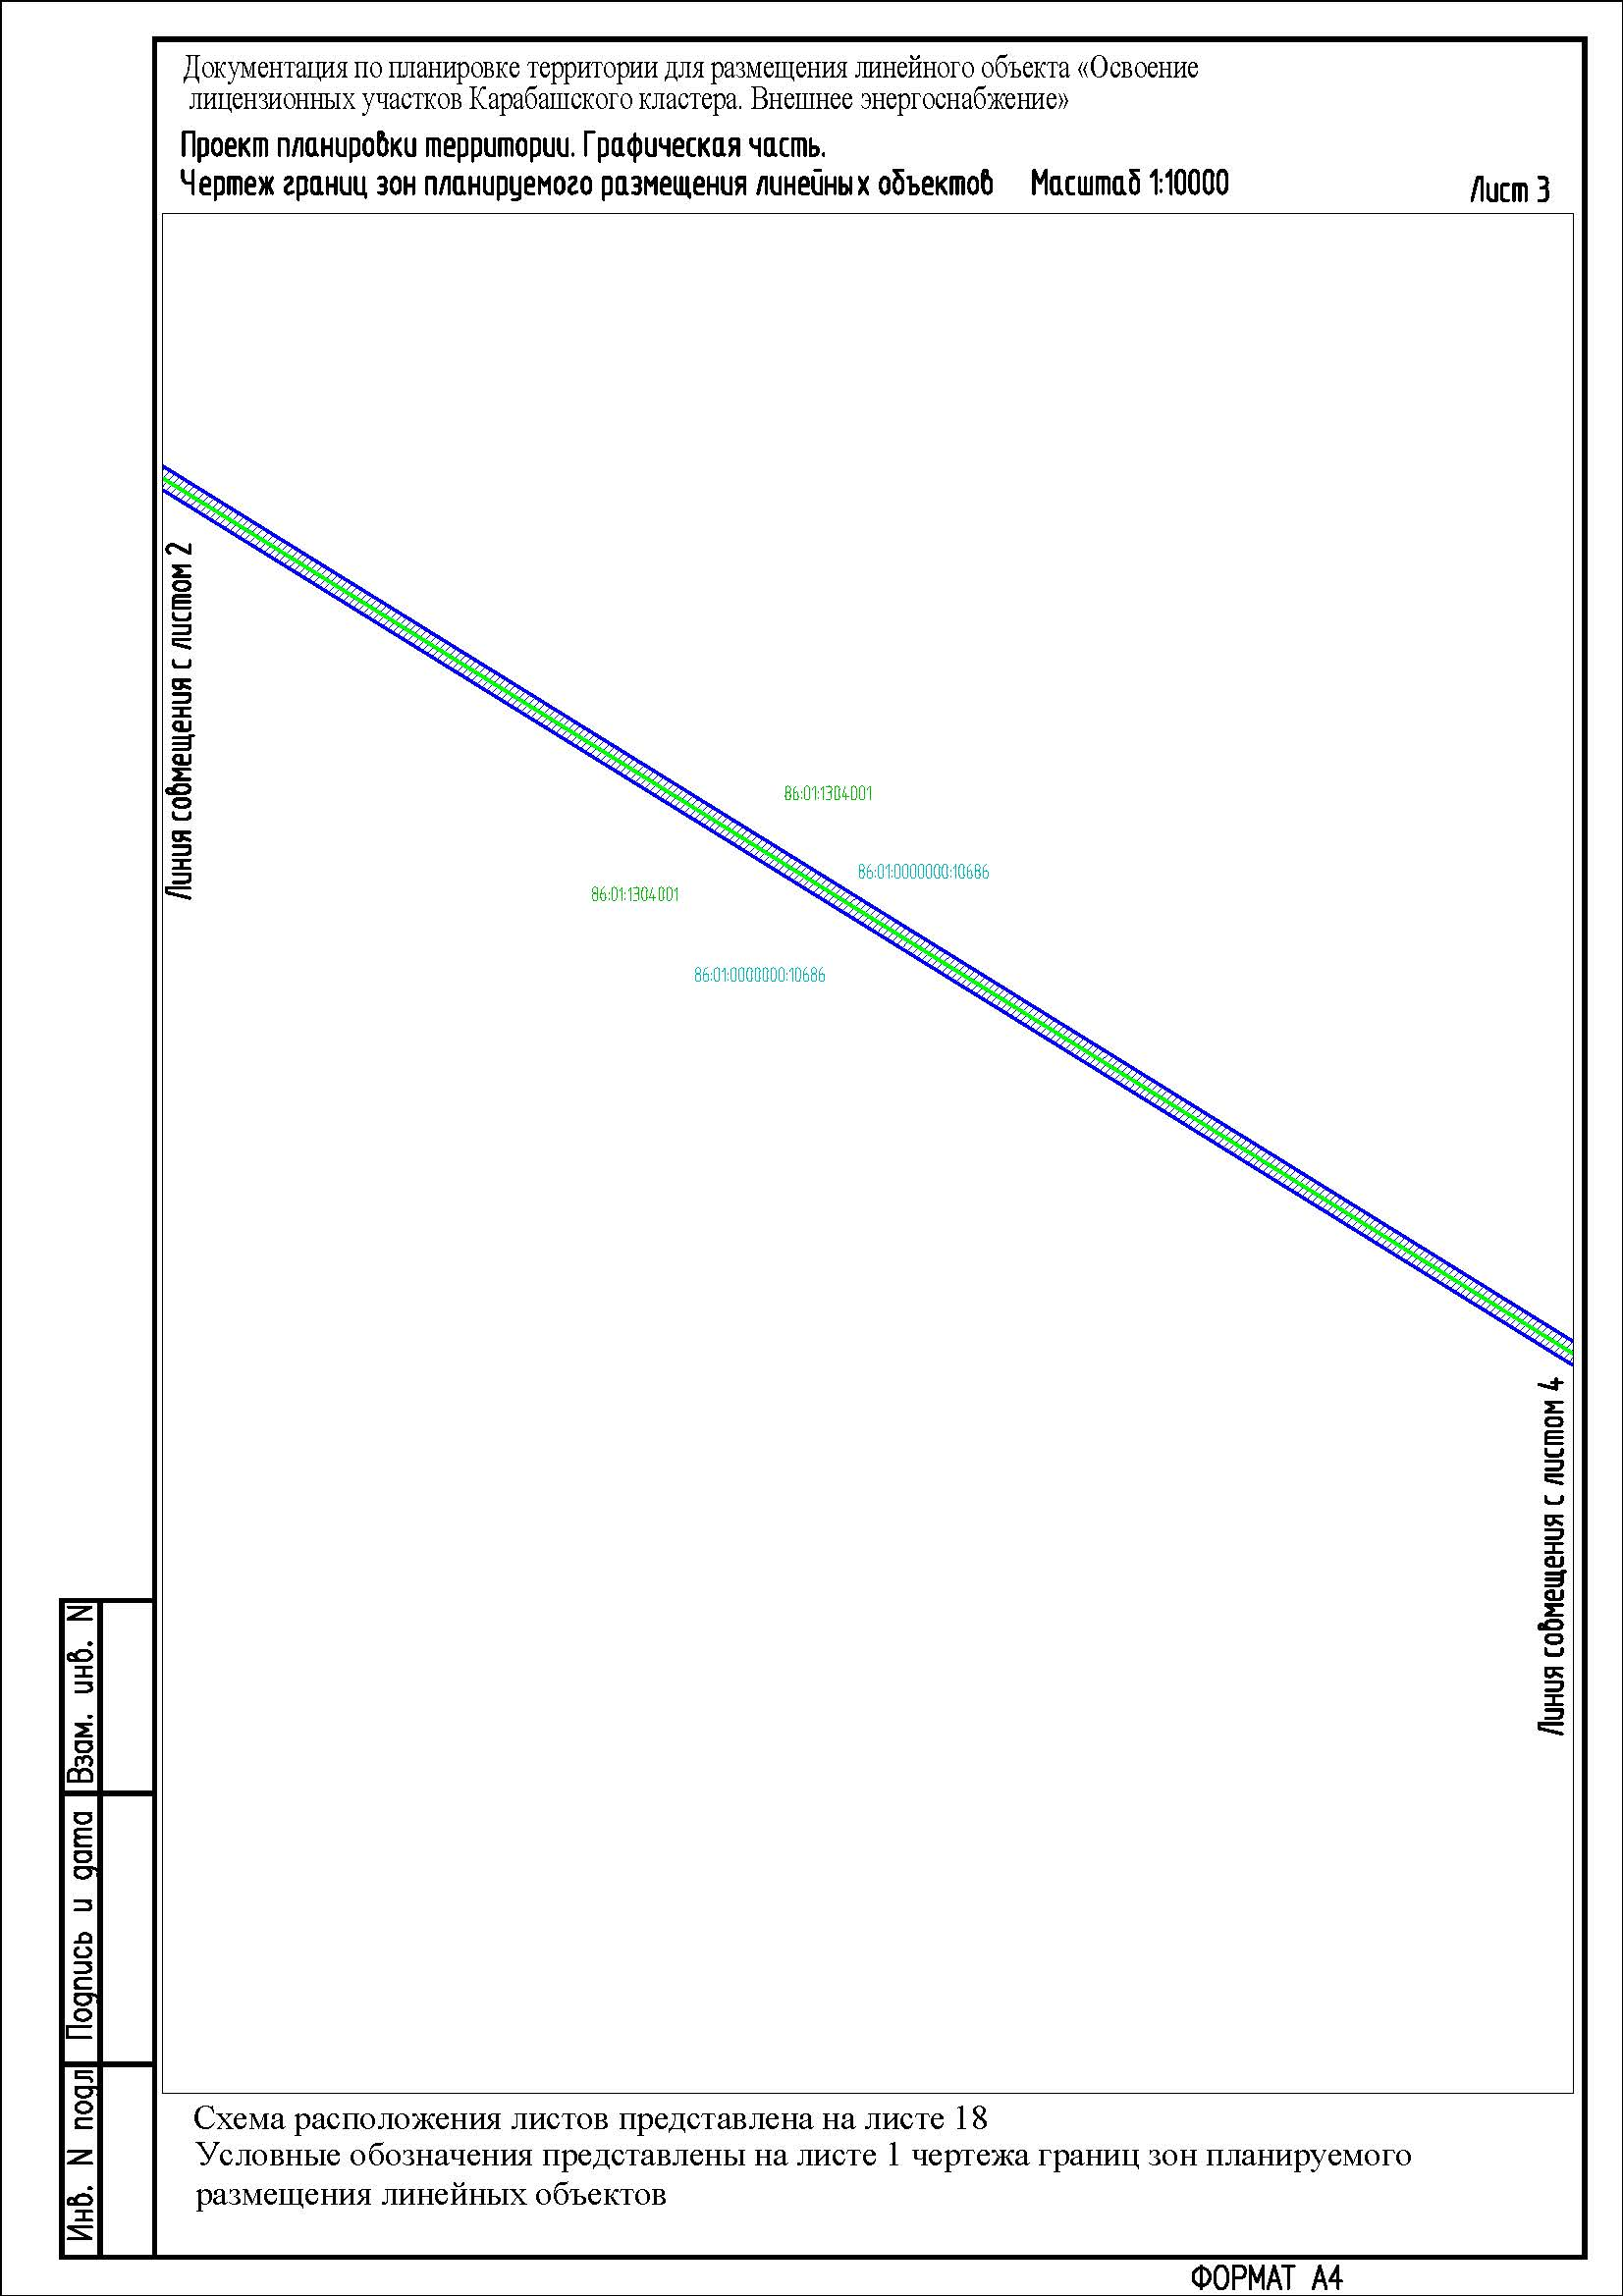 Документация по планировке территории для размещения линейного объекта «Освоение
лицензионных участков Карабашского кластера. Внешнее энергоснабжение»
Проект планировки территории. Графическая часть.
Чертеж границ зон планируемого размещения линейных объектов Масштаб 1:10000 Лист 3
Линия совмещения с листом 2
86:01:1304001
86:01:0000000:10686
86:01:1304001
86:01:0000000:10686
Линия совмещения с листом 4
Взам. инв. N
Подпись и дата
Инв. N подл
Схема расположения листов представлена на листе 18
Условные обозначения представлены на листе 1 чертежа границ зон планируемого
размещения линейных объектов
ФОРМАТ А4